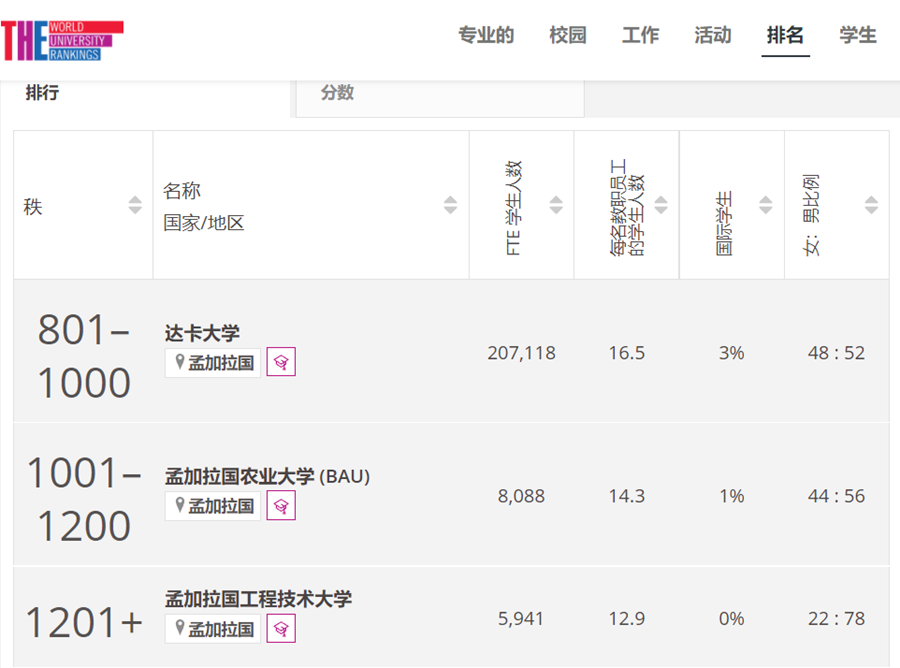 THE WORLD
UNIVERSITY
RANKINGS
专业的 校园 工作 活动 排名 学生
排行 分数
秩
名称
国家/地区
FTE 学生人数
每名教职员工
的学生人数
国际学生
女：男比例
801–
1000
达卡大学
孟加拉国
207,118 16.5 3% 48 : 52
1001–
1200
孟加拉国农业大学 (BAU)
孟加拉国
8,088 14.3 1% 44 : 56
1201+
孟加拉国工程技术大学
孟加拉国
5,941 12.9 0% 22 : 78